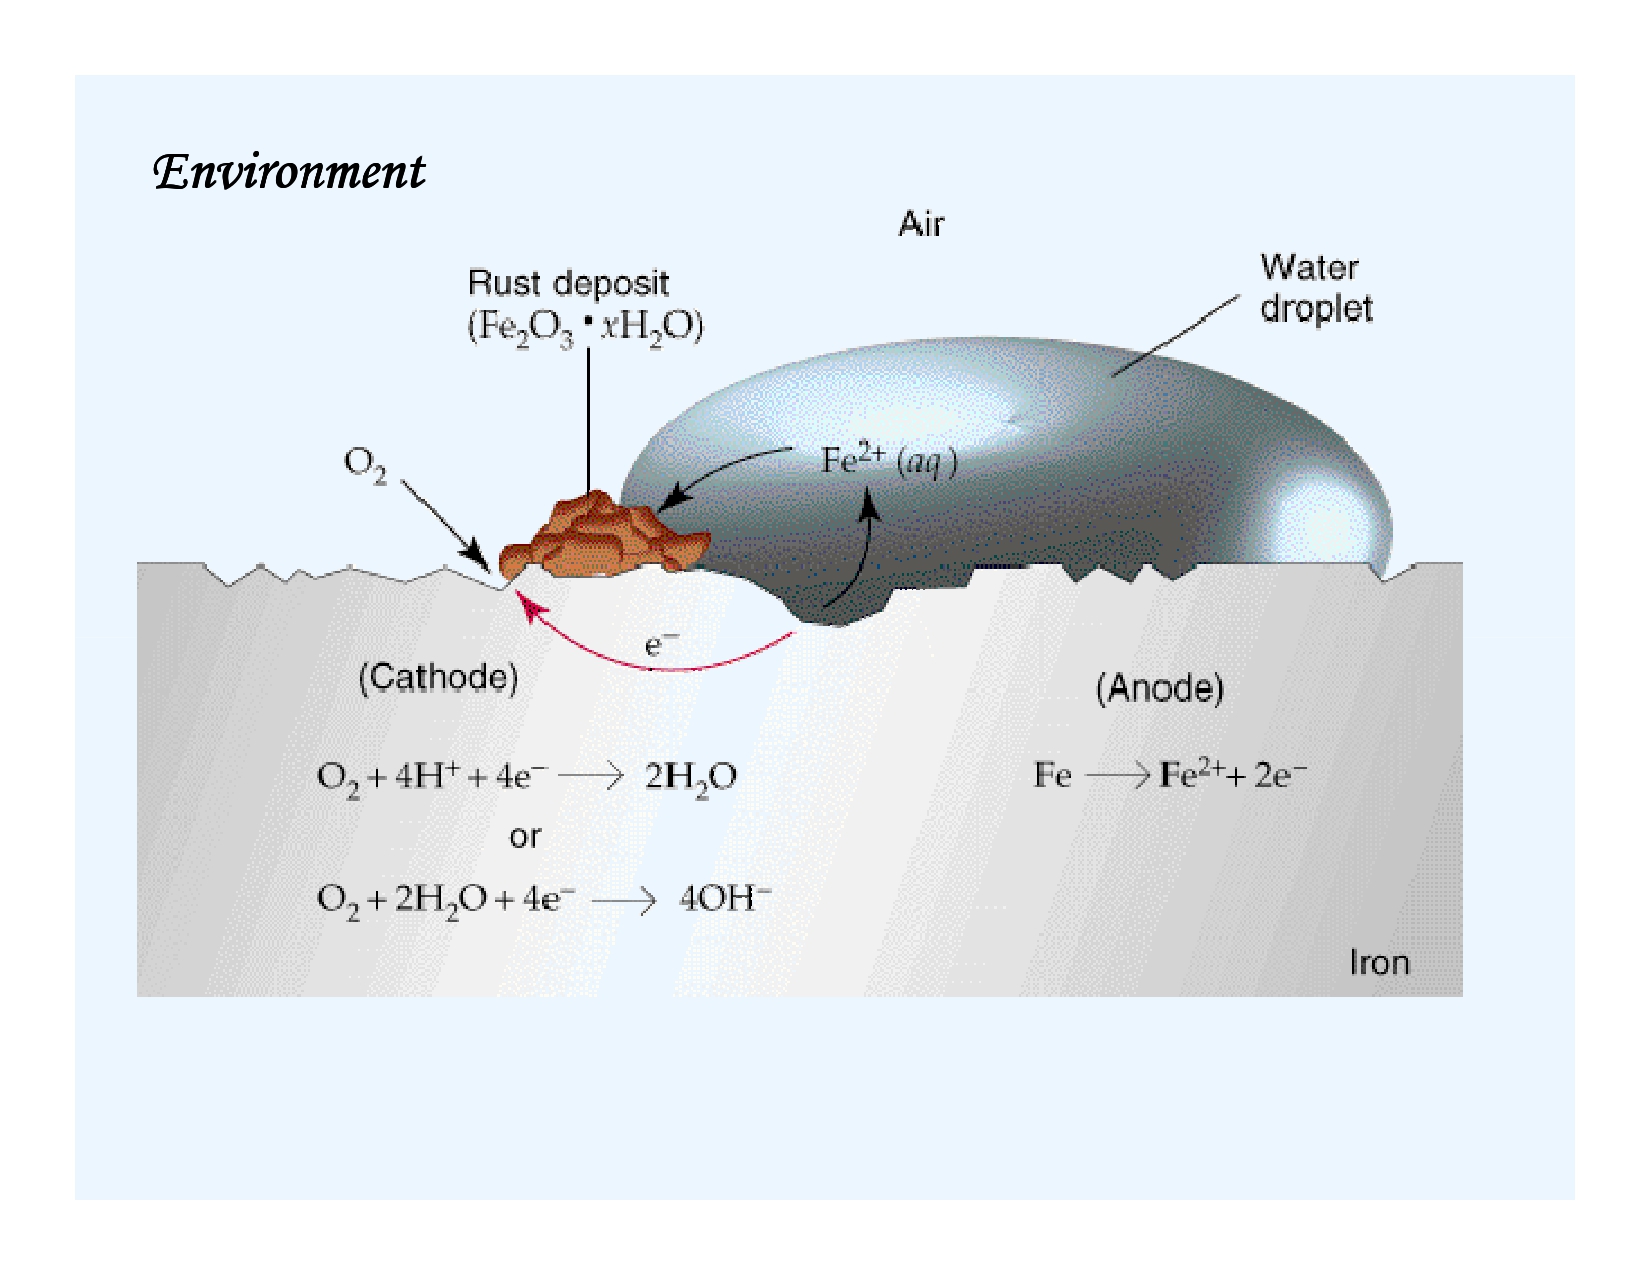 Environment
Air
Water
droplet
Rust deposit
(Fe₂O₃ • xH₂O)
O₂
Fe²⁺ (aq)
e⁻
(Cathode)
(Anode)
O₂ + 4H⁺ + 4e⁻ ⟶ 2H₂O
Fe ⟶ Fe²⁺ + 2e⁻
or
O₂ + 2H₂O + 4e⁻ ⟶ 4OH⁻
Iron